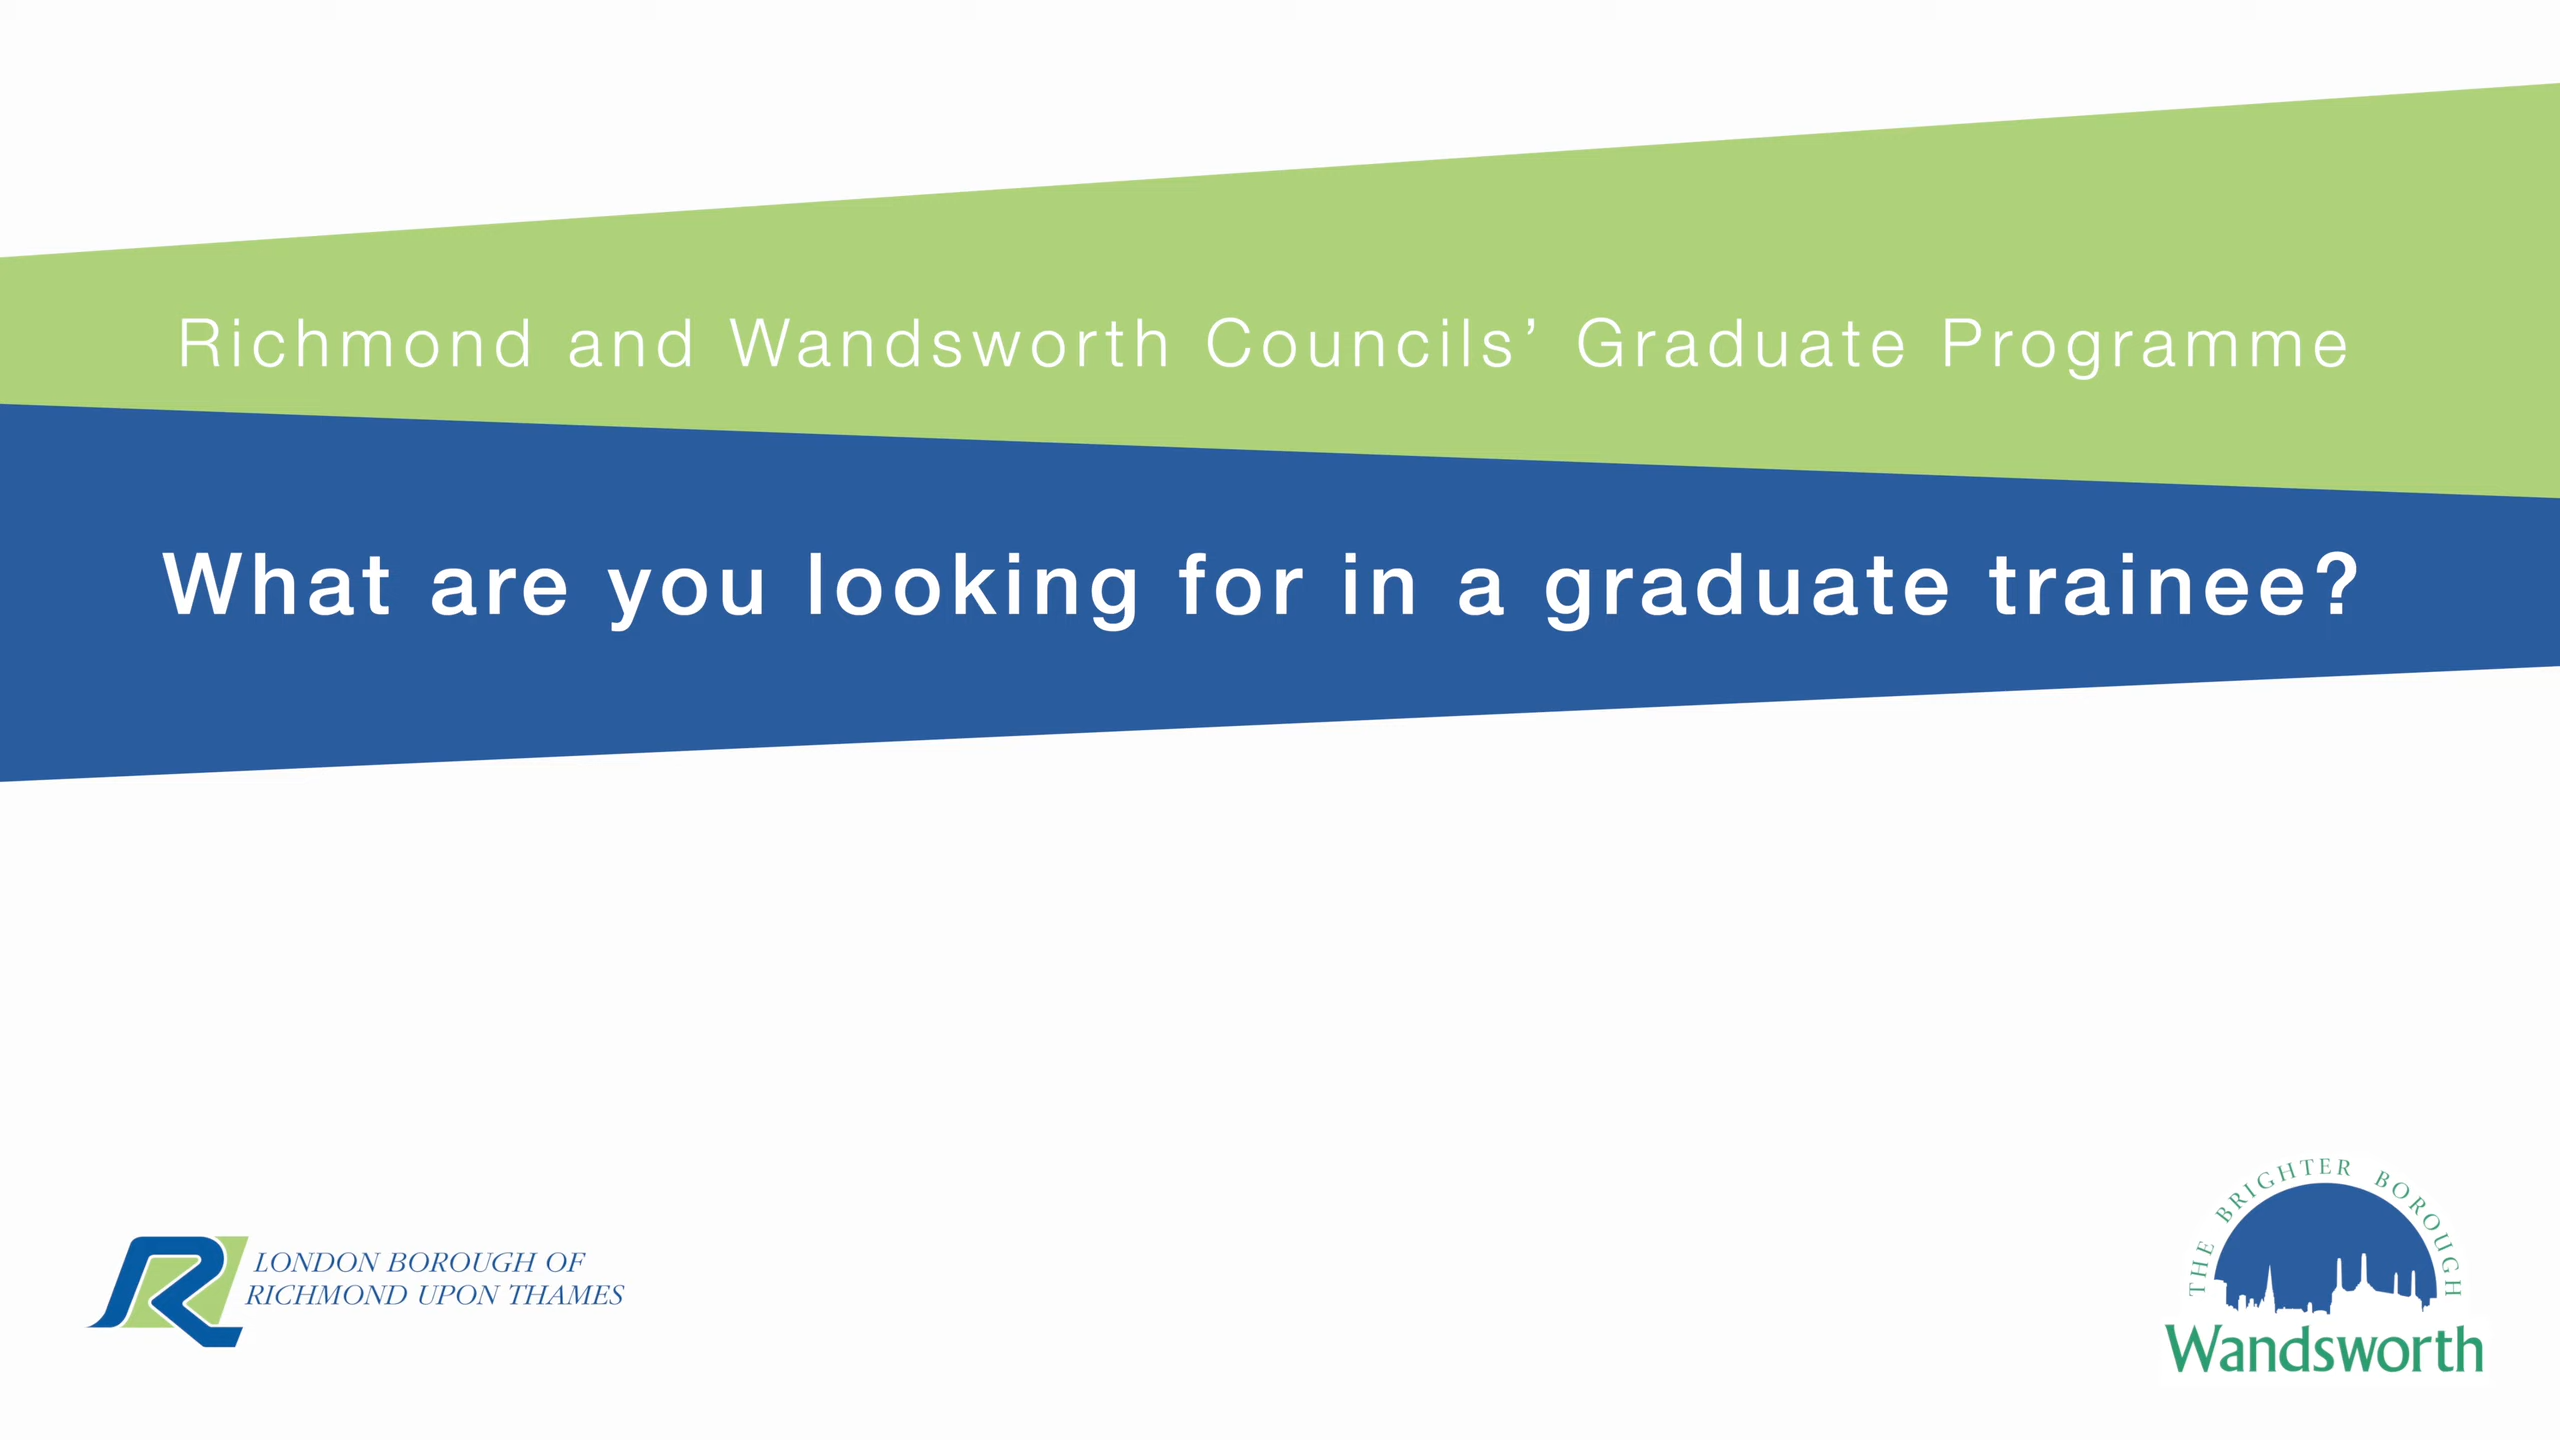 Richmond and Wandsworth Councils’ Graduate Programme
What are you looking for in a graduate trainee?
LONDON BOROUGH OF
RICHMOND UPON THAMES
THE BRIGHTER BOROUGH
Wandsworth